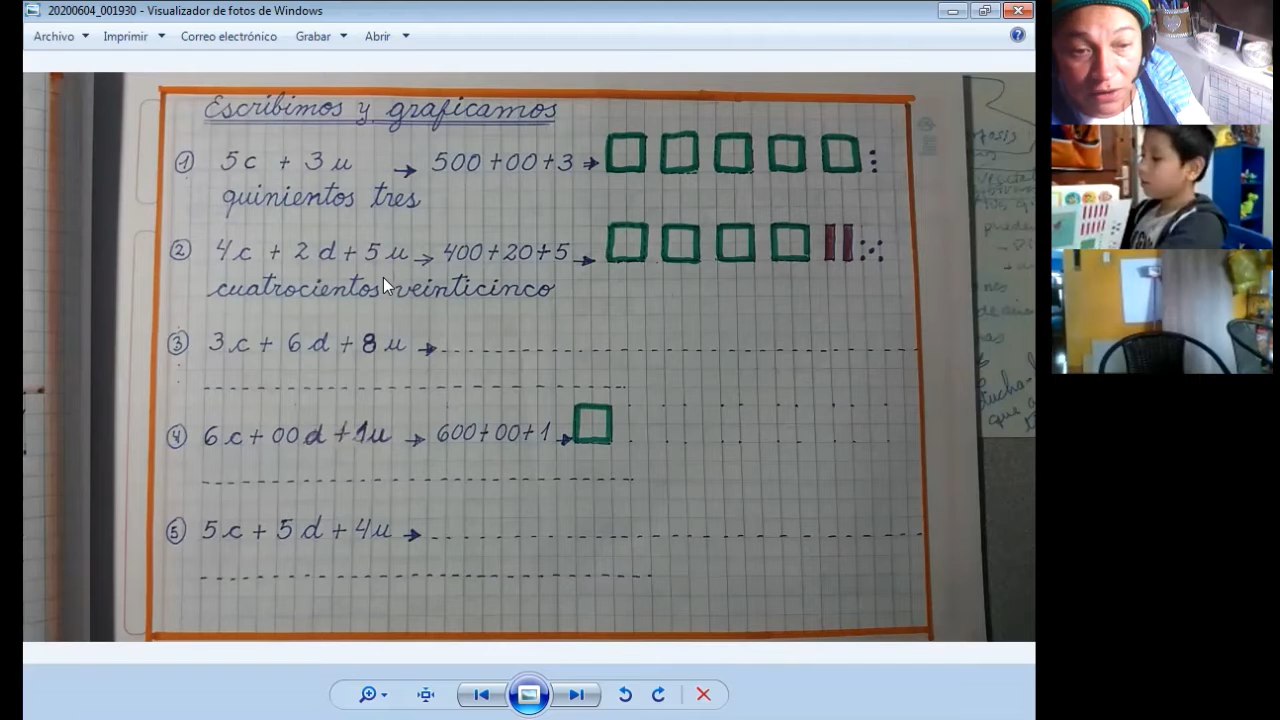 20200604_001930 - Visualizador de fotos de Windows
Archivo Imprimir Correo electrónico Grabar Abrir
Escribimos y graficamos
① 5c + 3u → 500+00+3 →
quinientos tres
② 4c + 2d + 5u → 400+20+5 →
cuatrocientos veinticinco
③ 3c + 6d + 8u →
④ 6c + 00d + 1u → 600+00+1 →
⑤ 5c + 5d + 4u →